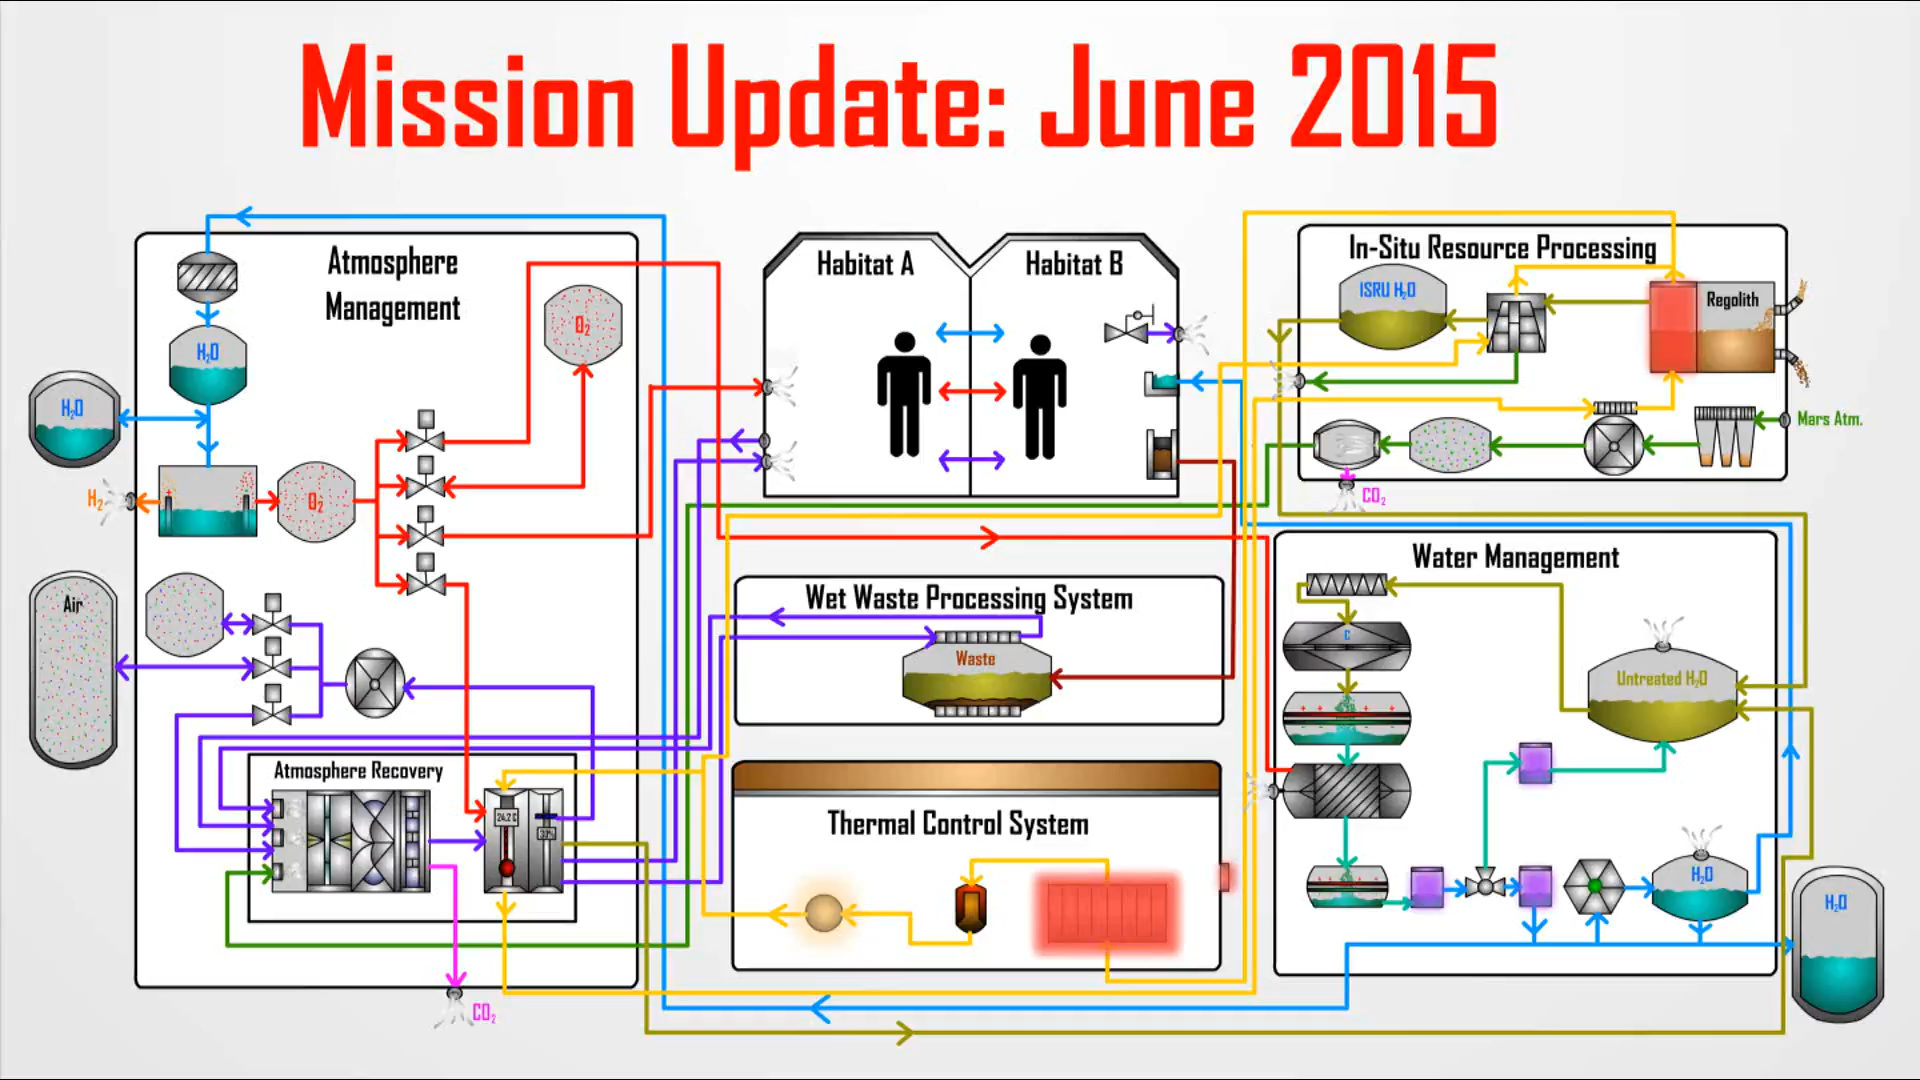 Mission Update: June 2015
Atmosphere
Management
H₂O
H₂O
O₂
O₂
H₂
Air
Atmosphere Recovery
24.2 C
CO₂
Habitat A
Habitat B
Wet Waste Processing System
Waste
Thermal Control System
In-Situ Resource Processing
ISRU H₂O
Regolith
Mars Atm.
CO₂
Water Management
C
Untreated H₂O
H₂O
H₂O